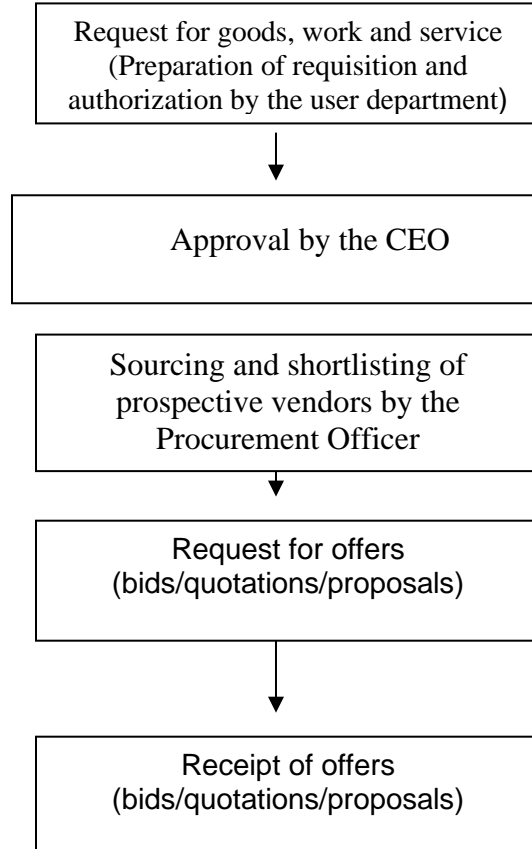 Request for goods, work and service
(Preparation of requisition and
authorization by the user department)
Approval by the CEO
Sourcing and shortlisting of
prospective vendors by the
Procurement Officer
Request for offers
(bids/quotations/proposals)
Receipt of offers
(bids/quotations/proposals)